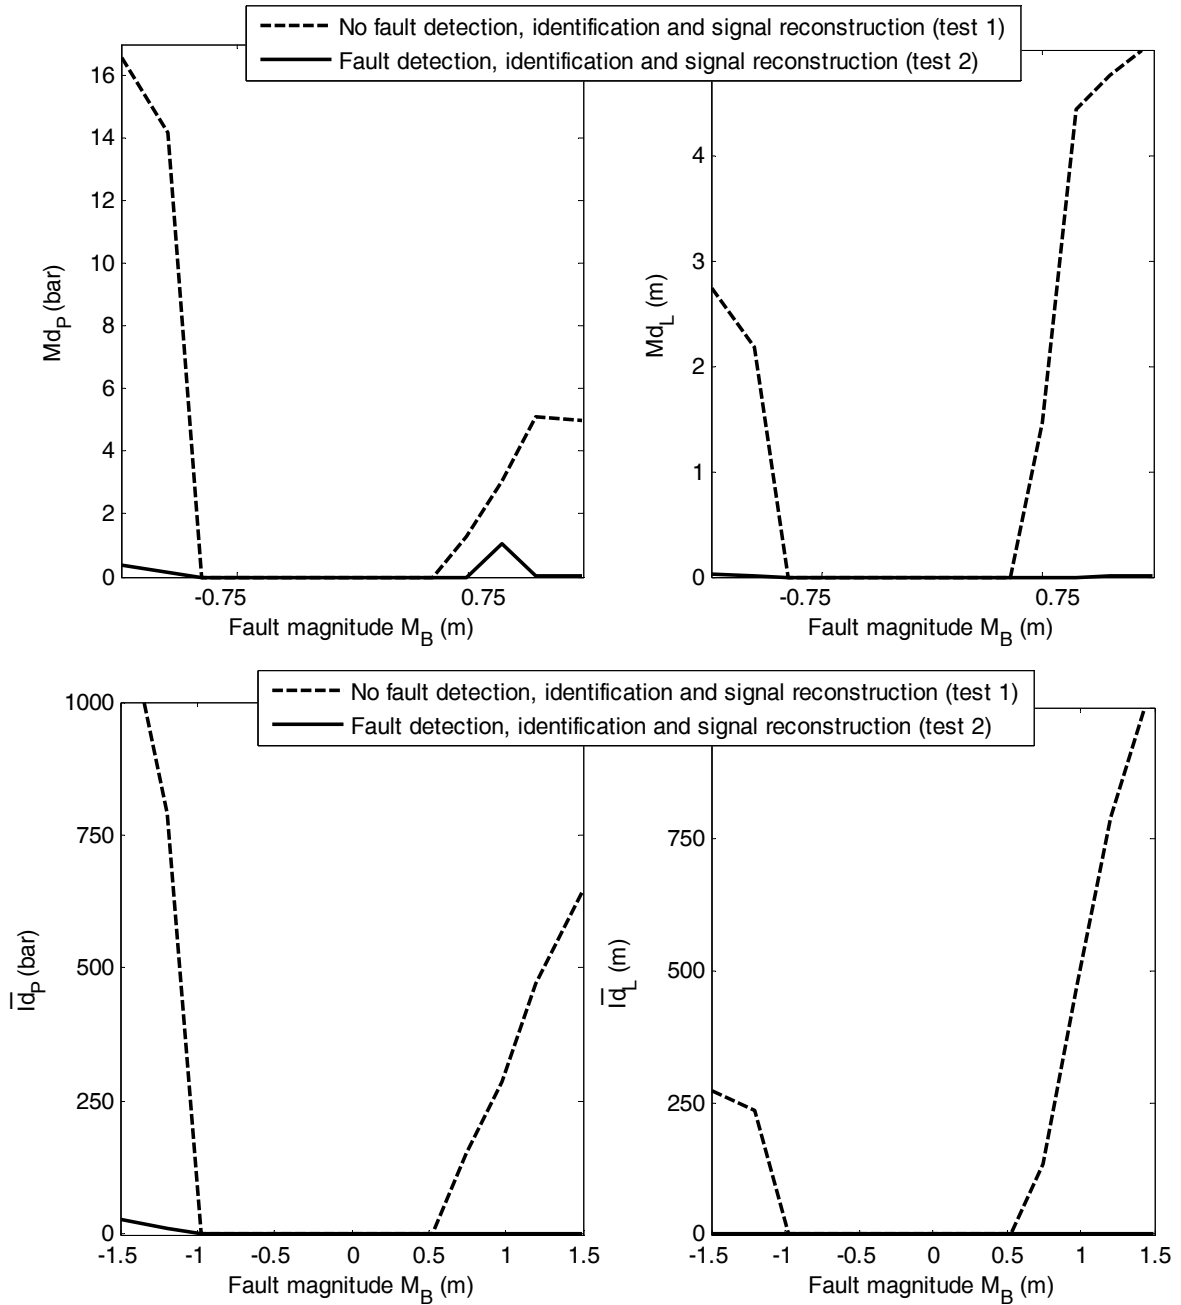 No fault detection, identification and signal reconstruction (test 1)
Fault detection, identification and signal reconstruction (test 2)
16
14
12
10
8
6
4
2
0
Md_P (bar)
-0.75 0.75
Fault magnitude M_B (m)
4
3
2
1
0
Md_L (m)
-0.75 0.75
Fault magnitude M_B (m)
No fault detection, identification and signal reconstruction (test 1)
Fault detection, identification and signal reconstruction (test 2)
1000
750
500
250
0
I̅d̅_P (bar)
-1.5 -1 -0.5 0 0.5 1 1.5
Fault magnitude M_B (m)
750
500
250
0
I̅d̅_L (m)
-1.5 -1 -0.5 0 0.5 1 1.5
Fault magnitude M_B (m)